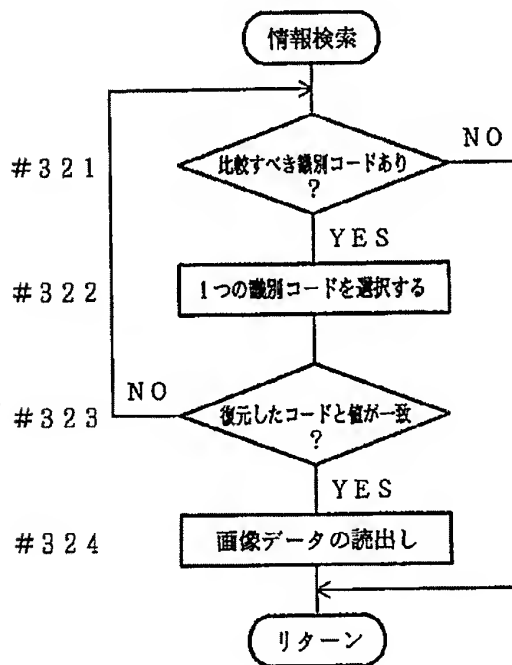 情報検索
#321
比較すべき識別コードあり
?
NO
YES
#322
1つの識別コードを選択する
NO
#323
復元したコードと値が一致
?
YES
#324
画像データの読出し
リターン